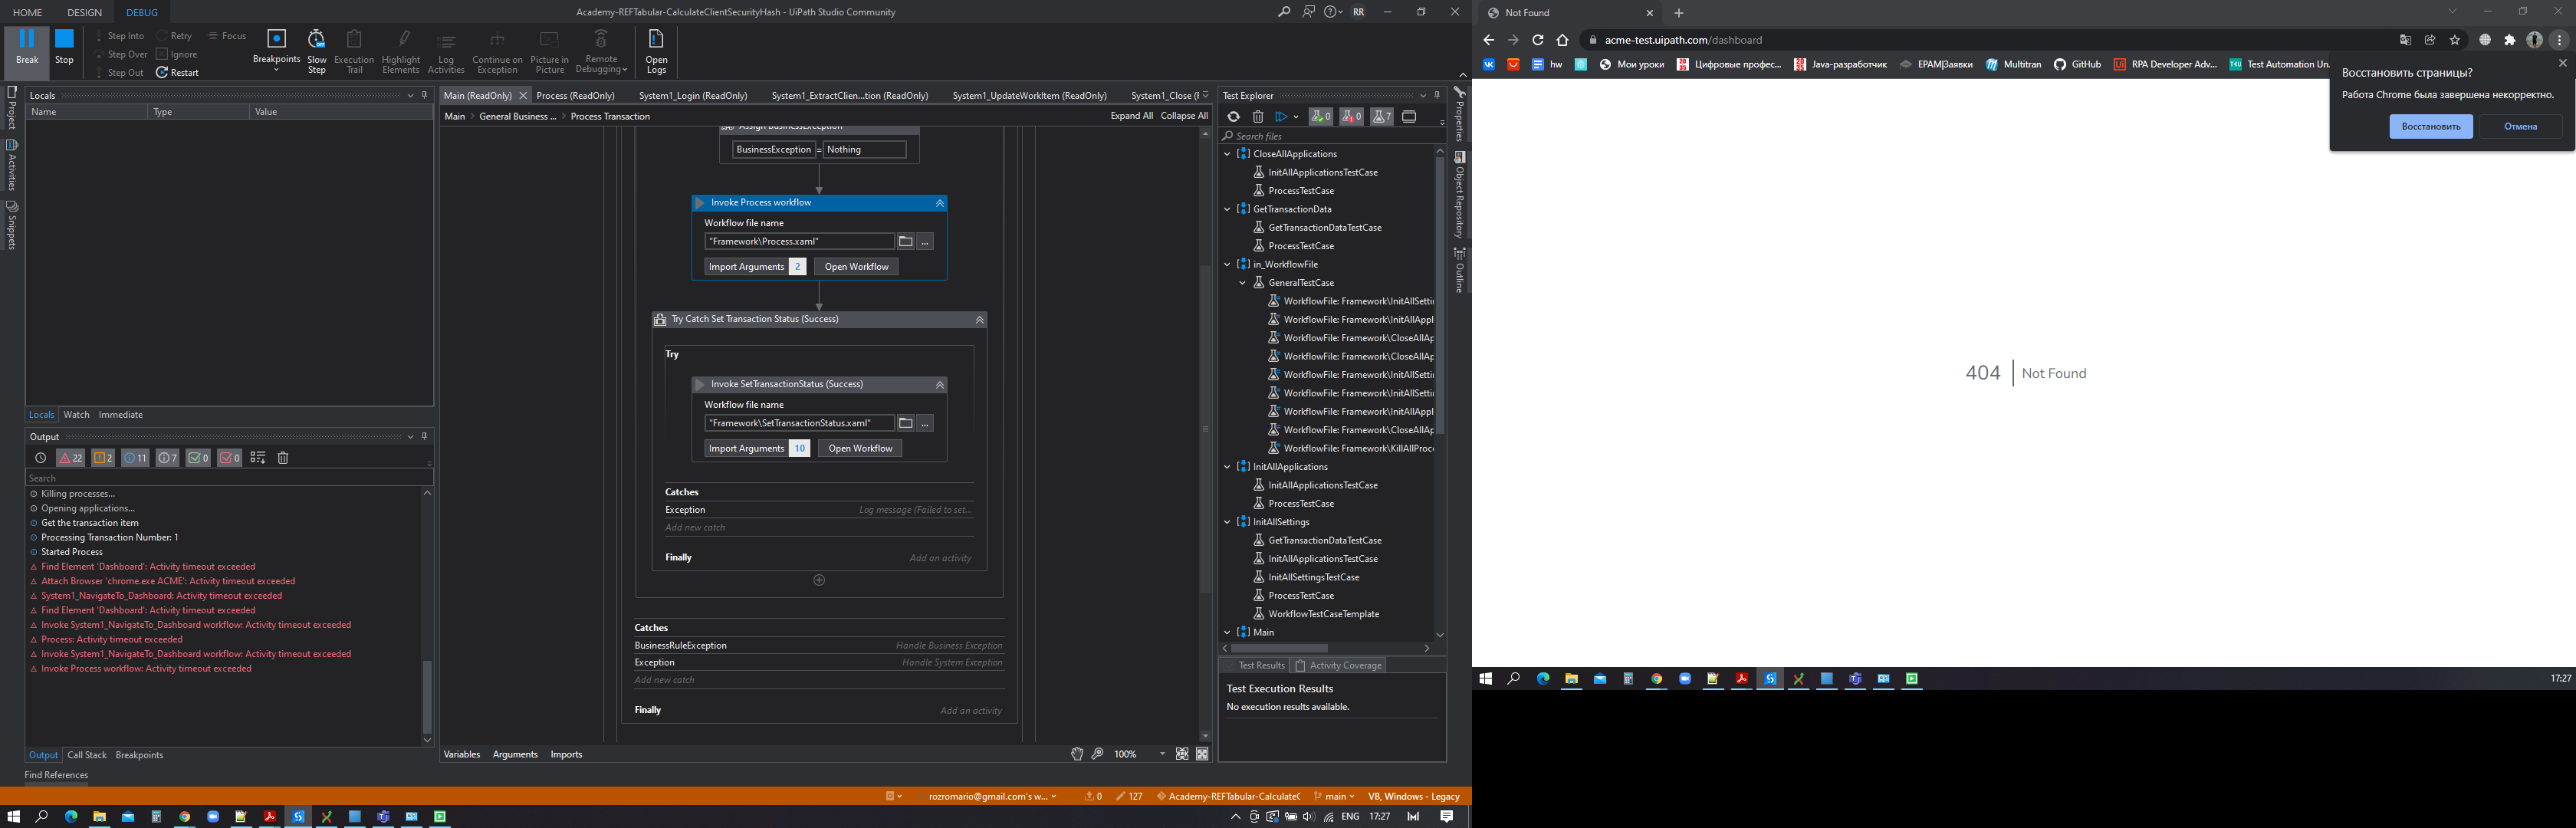 HOME DESIGN DEBUG
Academy-REFTabular-CalculateClientSecurityHash - UiPath Studio Community
RR
Break
Stop
Step Into
Step Over
Step Out
Retry
Ignore
Restart
Focus
Breakpoints
Slow Step
Execution Trail
Highlight Elements
Log Activities
Continue on Exception
Picture in Picture
Remote Debugging
Open Logs
Project
Activities
Snippets
Locals
Name Type Value
Locals Watch Immediate
Output
22 2 11 7 0 0
Search
Killing processes...
Opening applications...
Get the transaction item
Processing Transaction Number: 1
Started Process
Find Element 'Dashboard': Activity timeout exceeded
Attach Browser 'chrome.exe ACME': Activity timeout exceeded
System1_NavigateTo_Dashboard: Activity timeout exceeded
Find Element 'Dashboard': Activity timeout exceeded
Invoke System1_NavigateTo_Dashboard workflow: Activity timeout exceeded
Process: Activity timeout exceeded
Invoke System1_NavigateTo_Dashboard workflow: Activity timeout exceeded
Invoke Process workflow: Activity timeout exceeded
Output Call Stack Breakpoints
Find References
Main (ReadOnly) Process (ReadOnly) System1_Login (ReadOnly) System1_ExtractClien...tion (ReadOnly) System1_UpdateWorkItem (ReadOnly) System1_Close (F
Main > General Business ... > Process Transaction
Expand All Collapse All
Assign BusinessException
BusinessException = Nothing
Invoke Process workflow
Workflow file name
"Framework\Process.xaml"
...
Import Arguments 2 Open Workflow
Try Catch Set Transaction Status (Success)
Try
Invoke SetTransactionStatus (Success)
Workflow file name
"Framework\SetTransactionStatus.xaml"
...
Import Arguments 10 Open Workflow
Catches
Exception Log message (Failed to set...
Add new catch
Finally Add an activity
Catches
BusinessRuleException Handle Business Exception
Exception Handle System Exception
Add new catch
Finally Add an activity
Variables Arguments Imports
100%
Test Explorer
0 0 7
Search files
CloseAllApplications
InitAllApplicationsTestCase
ProcessTestCase
GetTransactionData
GetTransactionDataTestCase
ProcessTestCase
in_WorkflowFile
GeneralTestCase
WorkflowFile: Framework\InitAllSettin
WorkflowFile: Framework\InitAllAppl
WorkflowFile: Framework\CloseAllAp
WorkflowFile: Framework\CloseAllAp
WorkflowFile: Framework\InitAllSettin
WorkflowFile: Framework\InitAllSettin
WorkflowFile: Framework\InitAllAppl
WorkflowFile: Framework\CloseAllAp
WorkflowFile: Framework\KillAllProce
InitAllApplications
InitAllApplicationsTestCase
ProcessTestCase
InitAllSettings
GetTransactionDataTestCase
InitAllApplicationsTestCase
InitAllSettingsTestCase
ProcessTestCase
WorkflowTestCaseTemplate
Main
Test Results Activity Coverage
Test Execution Results
No execution results available.
Properties
Object Repository
Outline
rozromario@gmail.com's w... 0 127 Academy-REFTabular-CalculateC main VB, Windows - Legacy
ENG 17:27
Not Found
acme-test.uipath.com/dashboard
hw Мои уроки Цифровые профес... Java-разработчик EPAM|Заявки Multitran GitHub RPA Developer Adv... Test Automation Un.
Восстановить страницы?
Работа Chrome была завершена некорректно.
Восстановить Отмена
404 Not Found
17:27